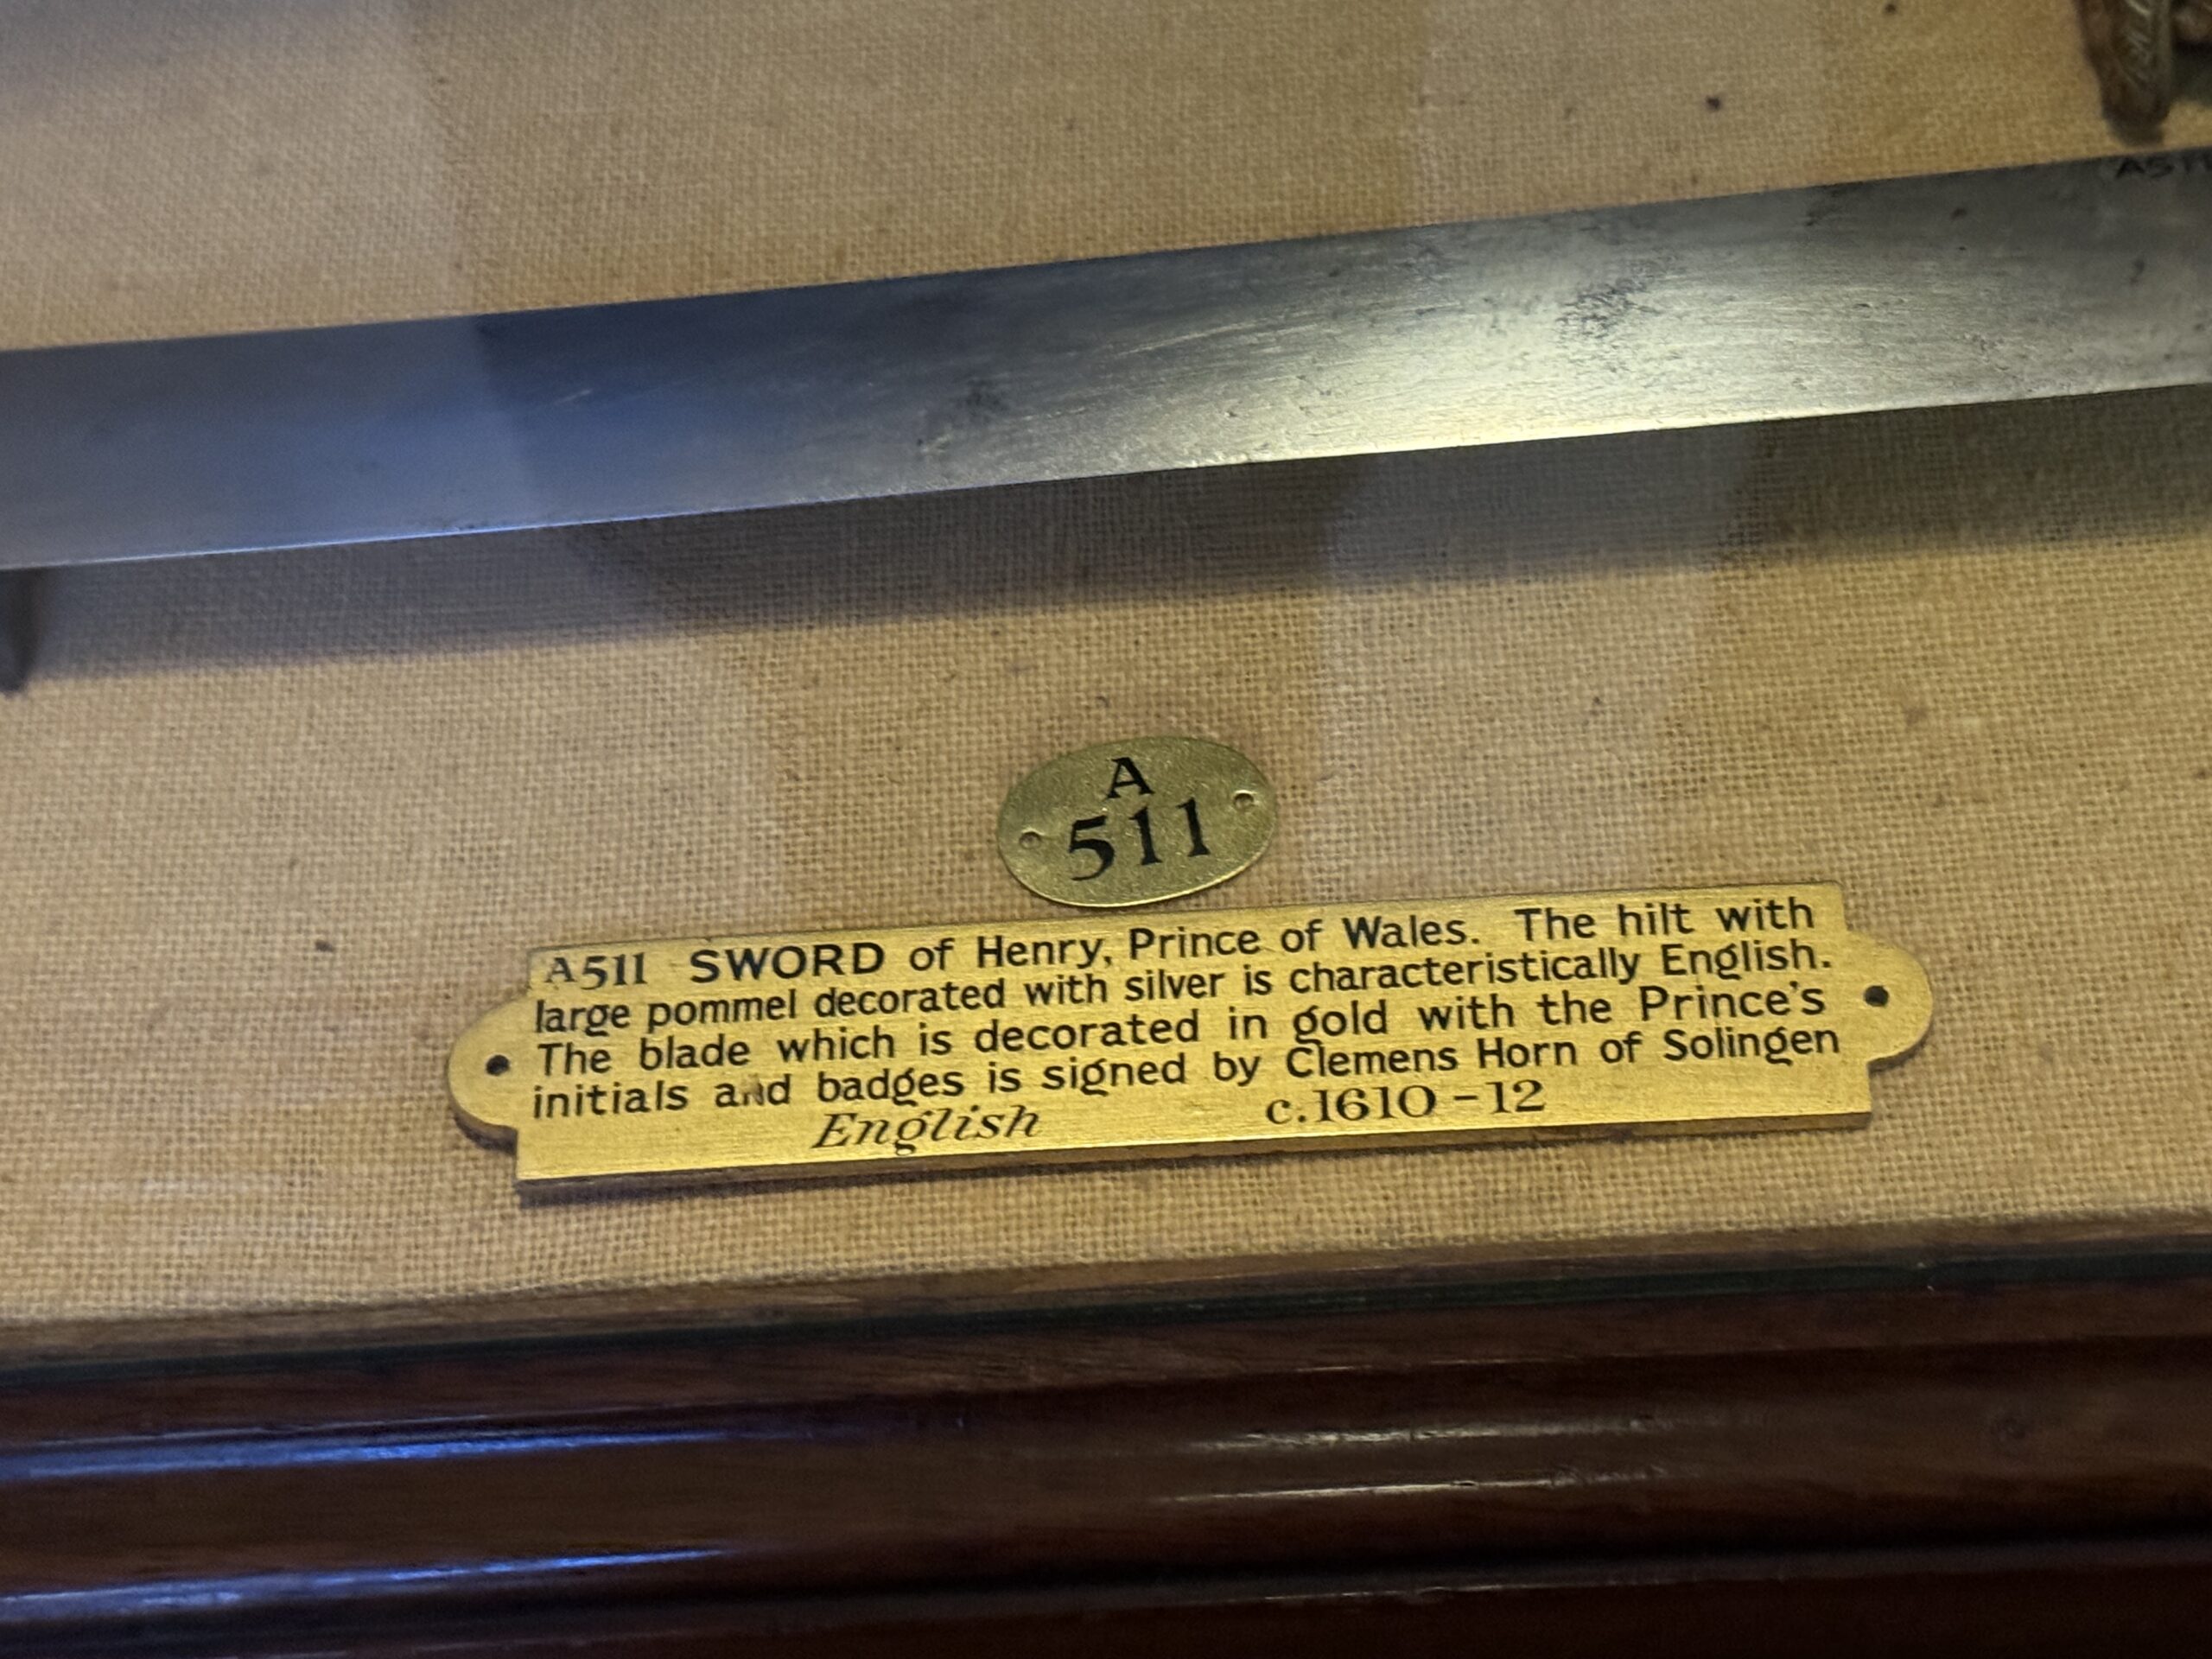 A
511
A511 SWORD of Henry, Prince of Wales. The hilt with
large pommel decorated with silver is characteristically English.
The blade which is decorated in gold with the Prince's
initials and badges is signed by Clemens Horn of Solingen
English c.1610-12